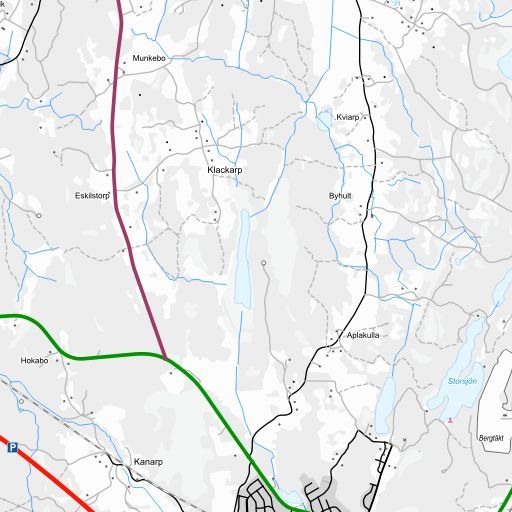 Munkebo
Kviarp
Klackarp
Eskilstorp
Byhult
Aplakulla
Hokabo
Storsjön
Bergtäkt
Kanarp
P